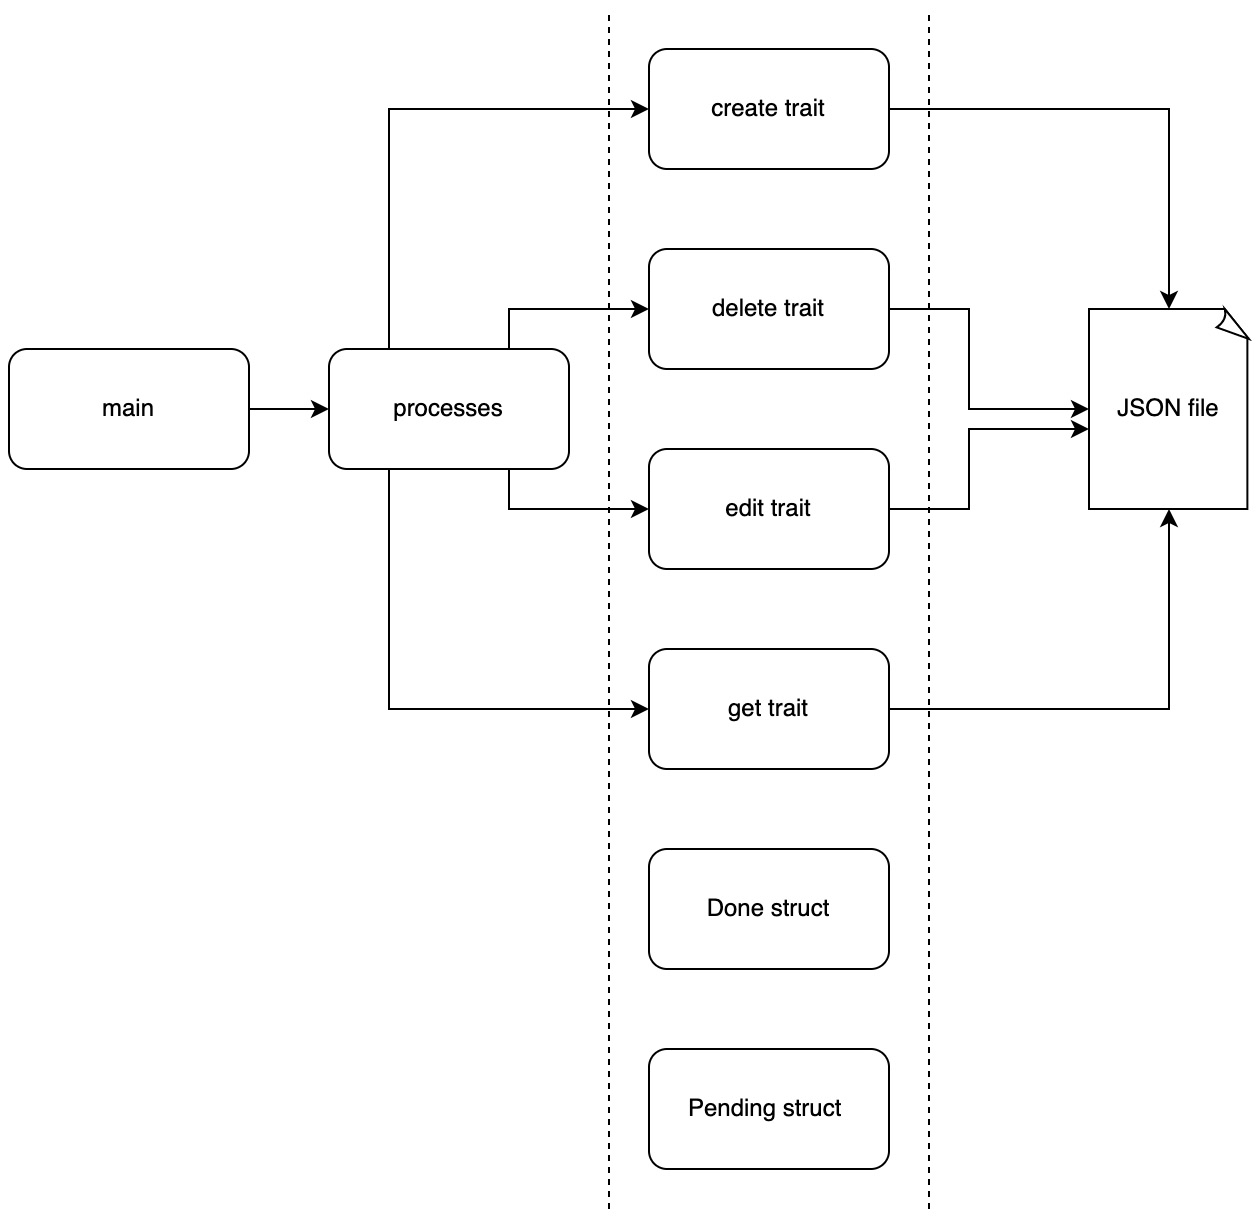 create trait
delete trait
main
processes
JSON file
edit trait
get trait
Done struct
Pending struct